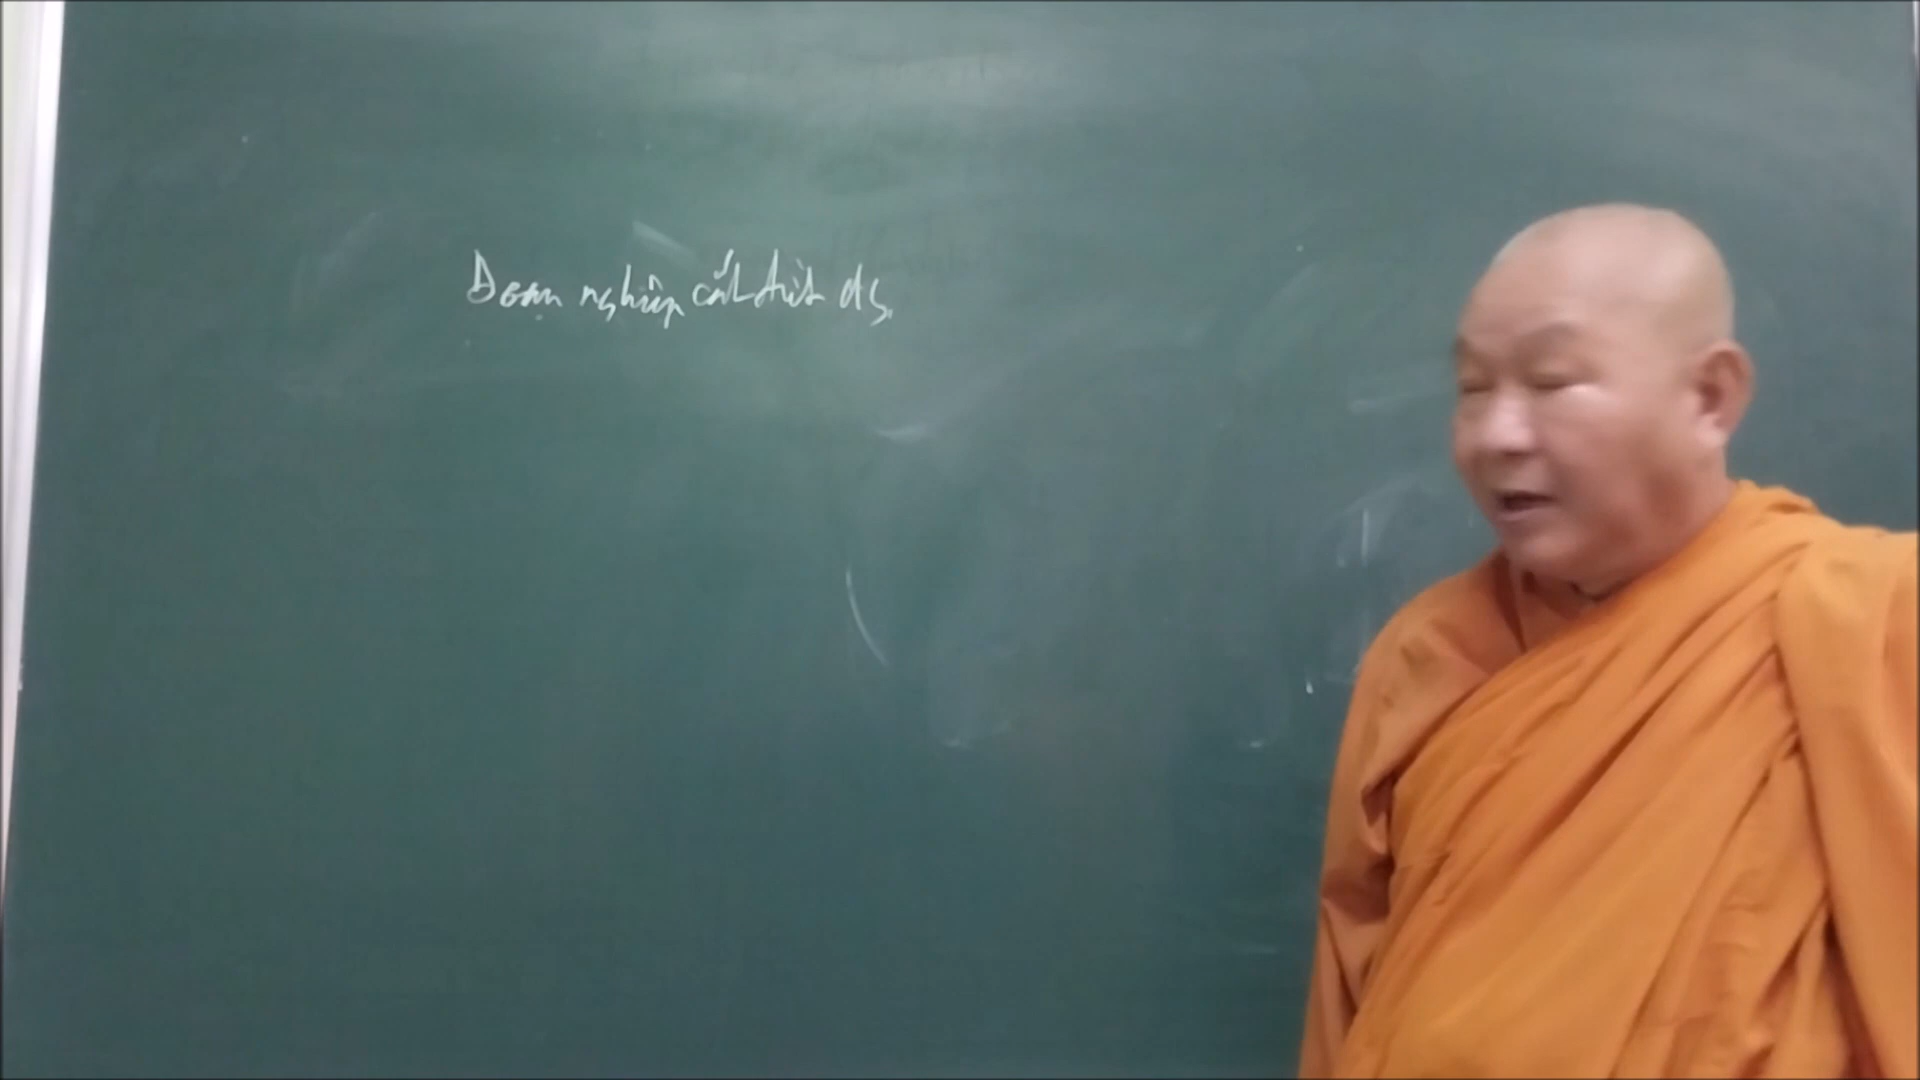 Đoạn nghiệp cắt đứt